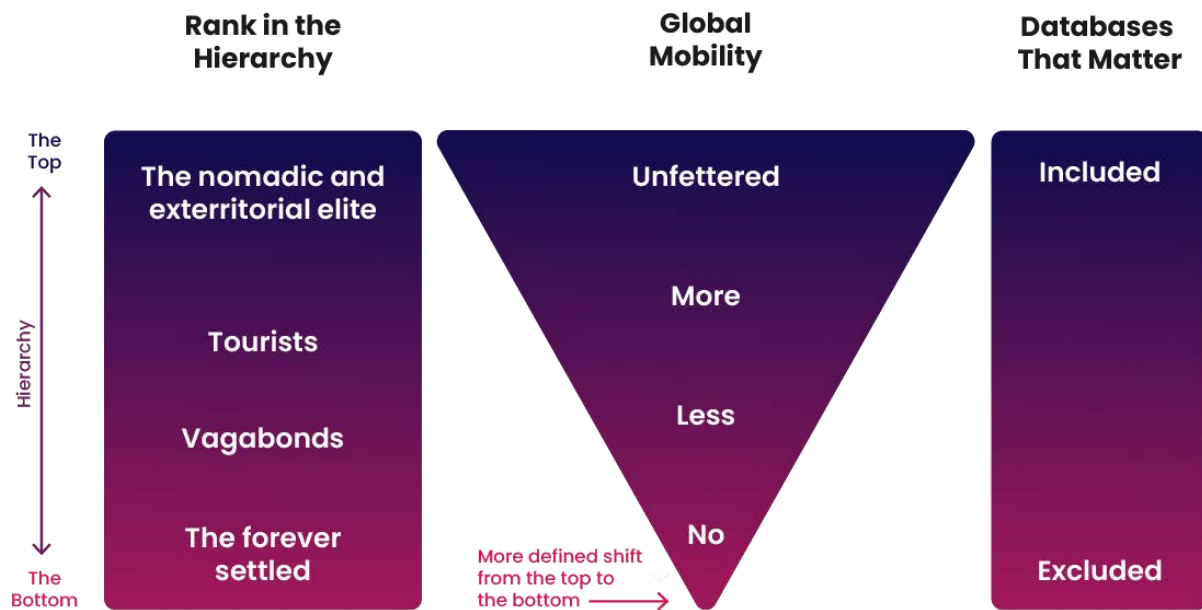 Rank in the
Hierarchy
Global
Mobility
Databases
That Matter
The
Top
Hierarchy
The
Bottom
The nomadic and
exterritorial elite
Tourists
Vagabonds
The forever
settled
Unfettered
More
Less
No
More defined shift
from the top to
the bottom
Included
Excluded